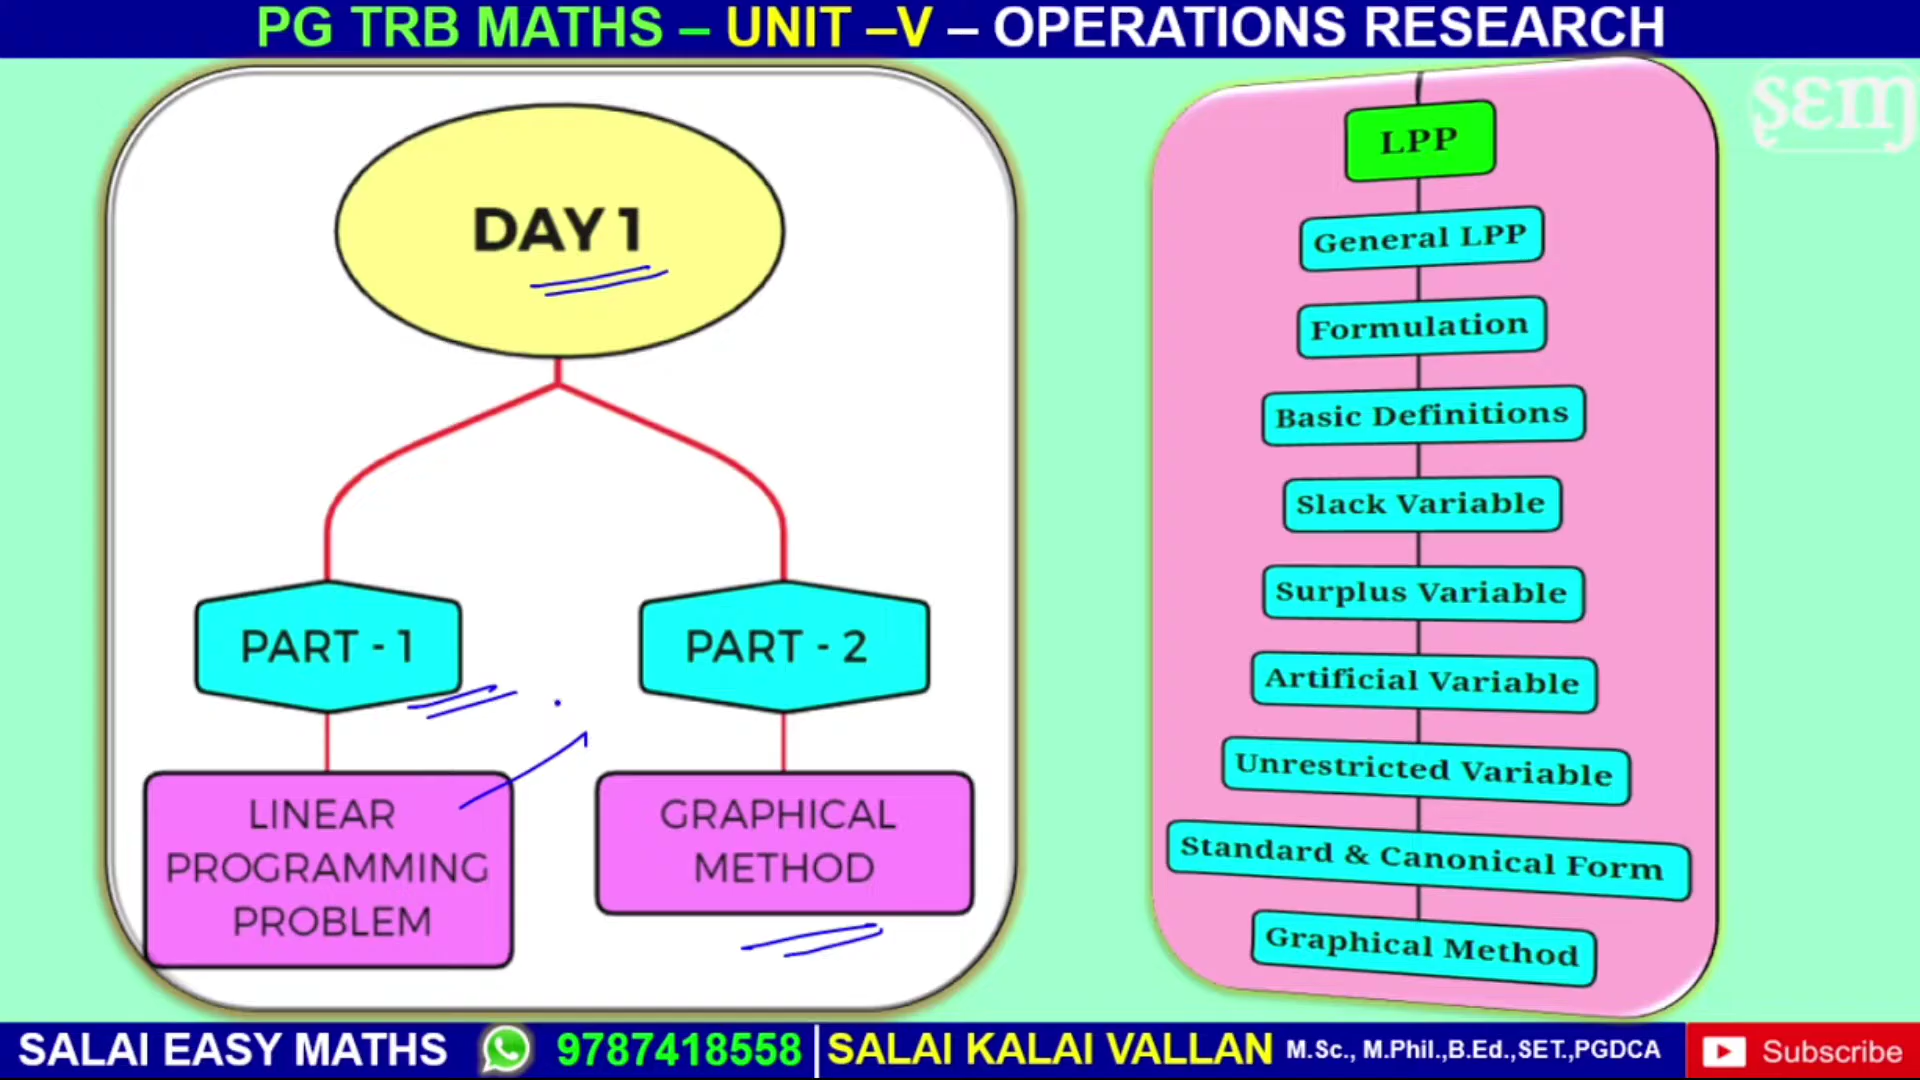 PG TRB MATHS – UNIT –V – OPERATIONS RESEARCH
sem
DAY 1
PART - 1
PART - 2
LINEAR
PROGRAMMING
PROBLEM
GRAPHICAL
METHOD
LPP
General LPP
Formulation
Basic Definitions
Slack Variable
Surplus Variable
Artificial Variable
Unrestricted Variable
Standard & Canonical Form
Graphical Method
SALAI EASY MATHS 9787418558 SALAI KALAI VALLAN M.Sc., M.Phil.,B.Ed.,SET.,PGDCA Subscribe